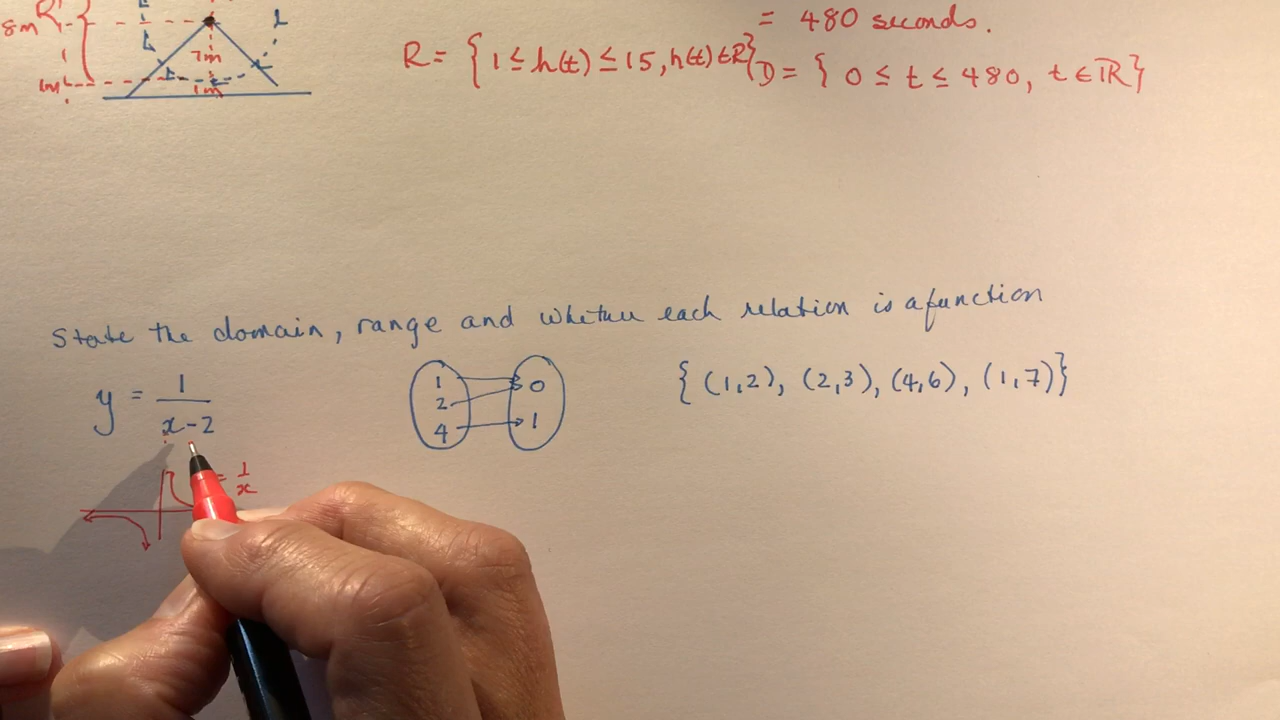 = 480 seconds.
8m
7m
1m
1m
R = { 1 ≤ h(t) ≤ 15, h(t) ∈ R}
D = { 0 ≤ t ≤ 480, t ∈ ℝ}
State the domain, range and whether each relation is a function
y = 1/(x-2)
1 0
2
4 1
{ (1,2), (2,3), (4,6), (1,7)}
= 1/x